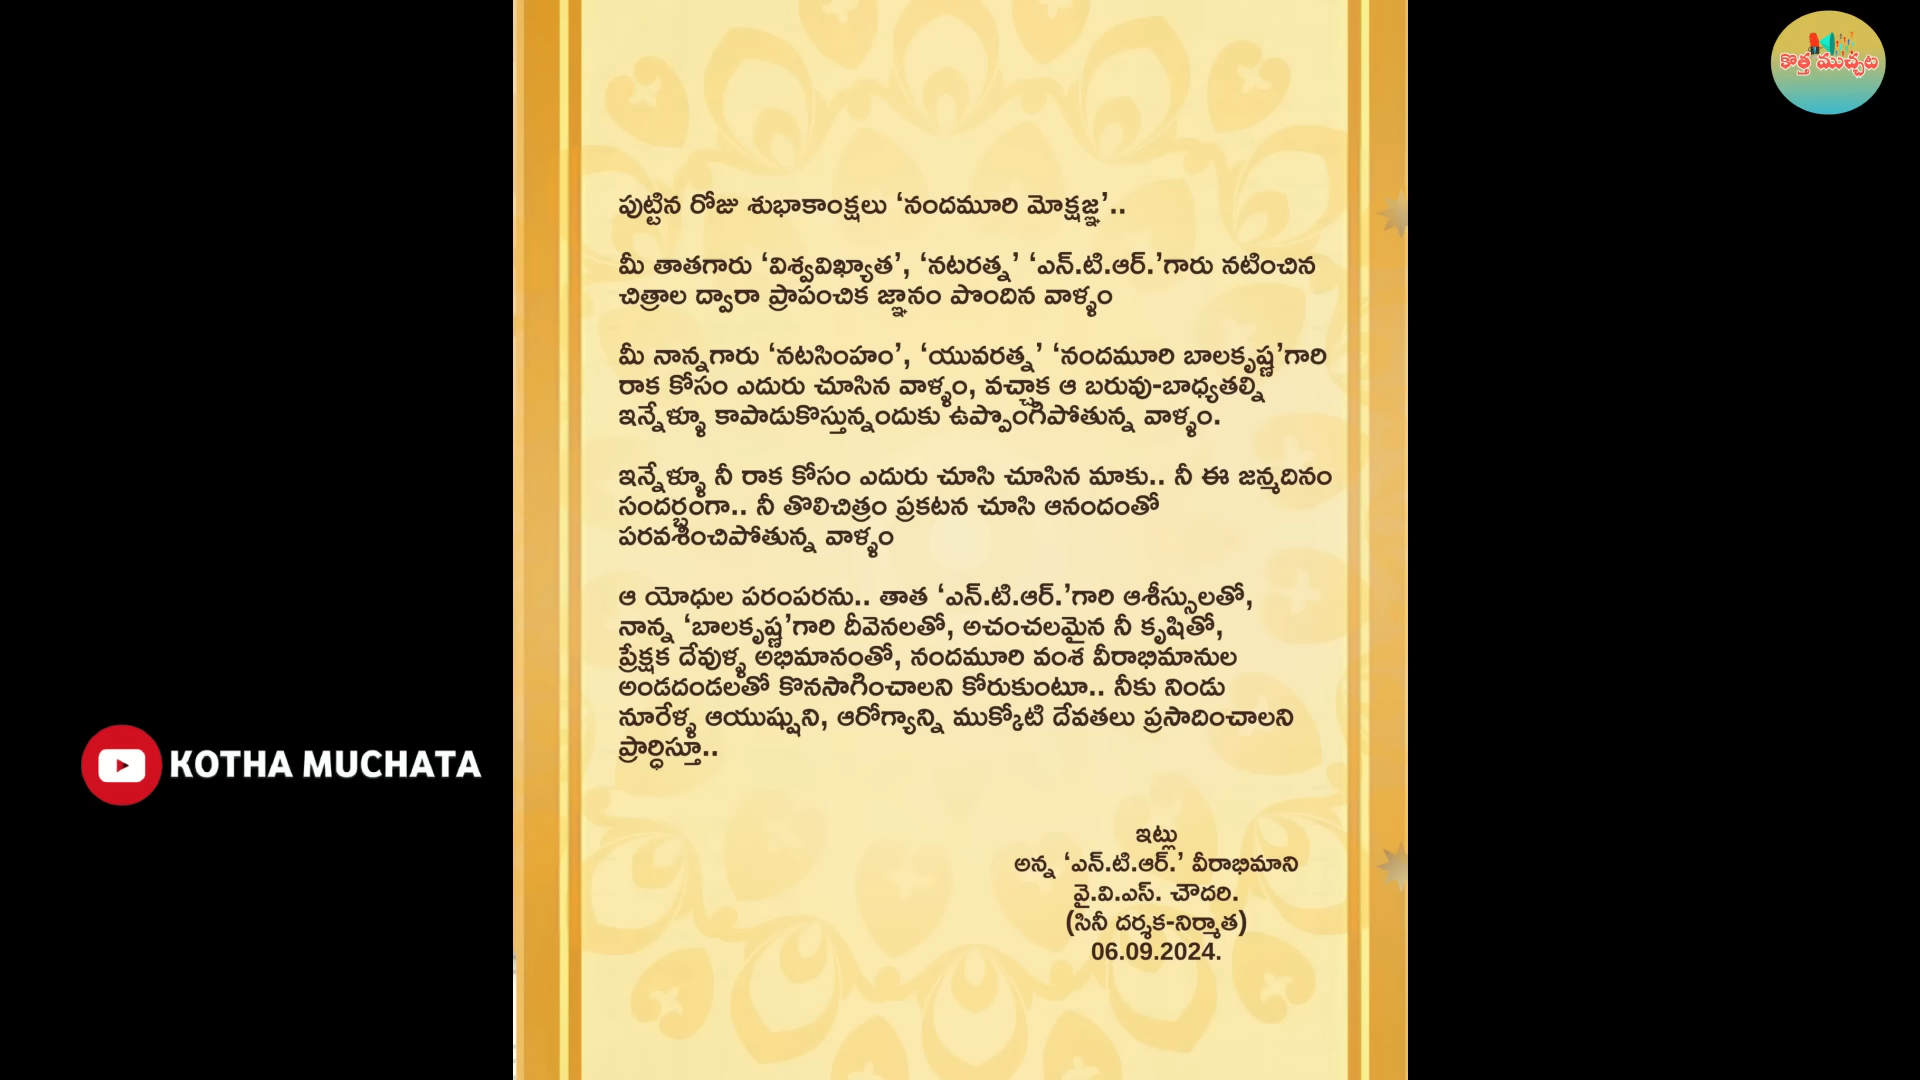 కొత్త ముచ్చట
పుట్టిన రోజు శుభాకాంక్షలు ‘నందమూరి మోక్షజ్ఞ’..
మీ తాతగారు ‘విశ్వవిఖ్యాత’, ‘నటరత్న’ ‘ఎన్.టి.ఆర్.’గారు నటించిన
చిత్రాల ద్వారా ప్రాపంచిక జ్ఞానం పొందిన వాళ్ళం
మీ నాన్నగారు ‘నటసింహం’, ‘యువరత్న’ ‘నందమూరి బాలకృష్ణ’గారి
రాక కోసం ఎదురు చూసిన వాళ్ళం, వచ్చాక ఆ బరువు-బాధ్యతల్ని
ఇన్నేళ్ళూ కాపాడుకొస్తున్నందుకు ఉప్పొంగిపోతున్న వాళ్ళం.
ఇన్నేళ్ళూ నీ రాక కోసం ఎదురు చూసి చూసిన మాకు.. నీ ఈ జన్మదినం
సందర్భంగా.. నీ తొలిచిత్రం ప్రకటన చూసి ఆనందంతో
పరవశించిపోతున్న వాళ్ళం
ఆ యోధుల పరంపరను.. తాత ‘ఎన్.టి.ఆర్.’గారి ఆశీస్సులతో,
నాన్న ‘బాలకృష్ణ’గారి దీవెనలతో, అచంచలమైన నీ కృషితో,
ప్రేక్షక దేవుళ్ళ అభిమానంతో, నందమూరి వంశ వీరాభిమానుల
అండదండలతో కొనసాగించాలని కోరుకుంటూ.. నీకు నిండు
నూరేళ్ళ ఆయుష్షుని, ఆరోగ్యాన్ని ముక్కోటి దేవతలు ప్రసాదించాలని
ప్రార్ధిస్తూ..
KOTHA MUCHATA
ఇట్లు
అన్న ‘ఎన్.టి.ఆర్.’ వీరాభిమాని
వై.వి.ఎస్. చౌదరి.
(సినీ దర్శక-నిర్మాత)
06.09.2024.